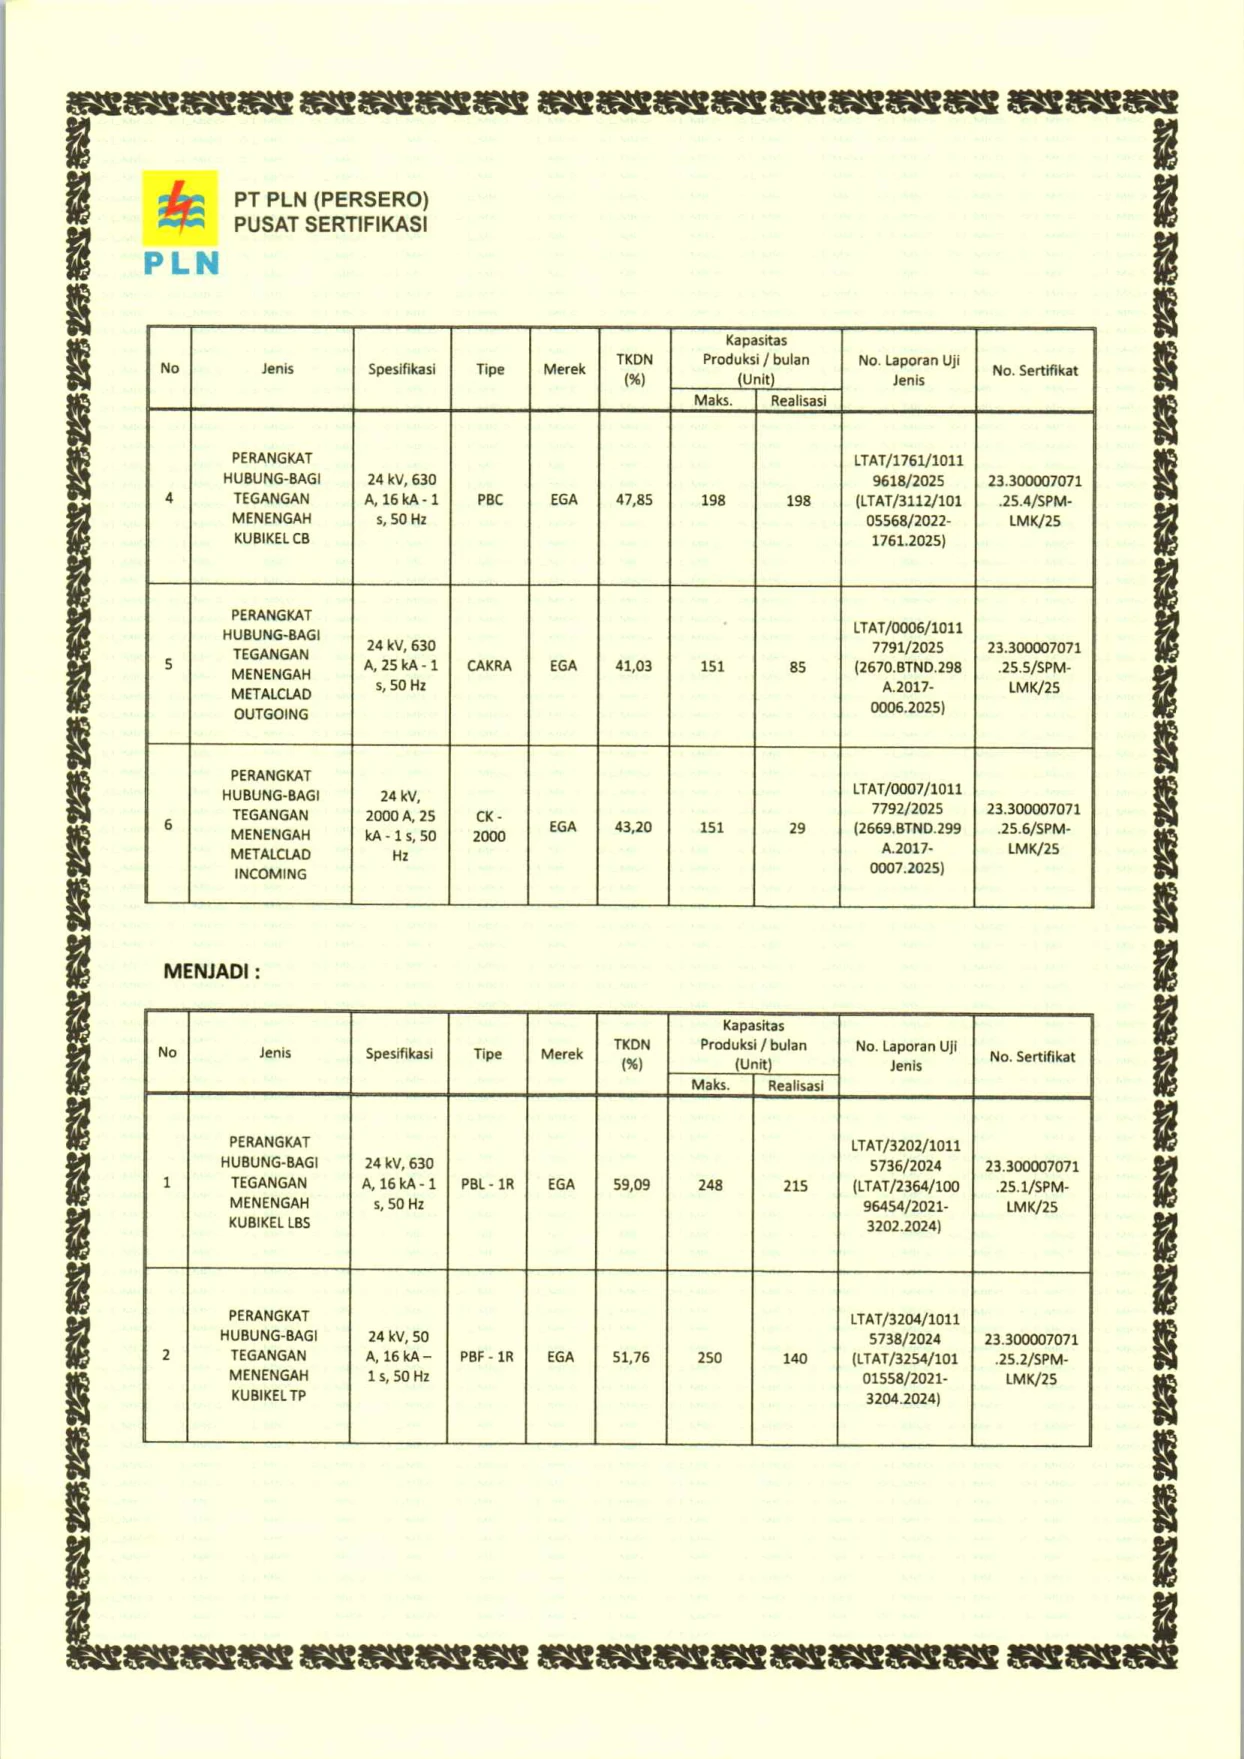 PT PLN (PERSERO)
PUSAT SERTIFIKASI
PLN
No
Jenis
Spesifikasi
Tipe
Merek
TKDN
(%)
Kapasitas
Produksi / bulan
(Unit)
Maks.
Realisasi
No. Laporan Uji
Jenis
No. Sertifikat
4
PERANGKAT
HUBUNG-BAGI
TEGANGAN
MENENGAH
KUBIKEL CB
24 kV, 630
A, 16 kA - 1
s, 50 Hz
PBC
EGA
47,85
198
198
LTAT/1761/1011
9618/2025
(LTAT/3112/101
05568/2022-
1761.2025)
23.300007071
.25.4/SPM-
LMK/25
5
PERANGKAT
HUBUNG-BAGI
TEGANGAN
MENENGAH
METALCLAD
OUTGOING
24 kV, 630
A, 25 kA - 1
s, 50 Hz
CAKRA
EGA
41,03
151
85
LTAT/0006/1011
7791/2025
(2670.BTND.298
A.2017-
0006.2025)
23.300007071
.25.5/SPM-
LMK/25
6
PERANGKAT
HUBUNG-BAGI
TEGANGAN
MENENGAH
METALCLAD
INCOMING
24 kV,
2000 A, 25
kA - 1 s, 50
Hz
CK -
2000
EGA
43,20
151
29
LTAT/0007/1011
7792/2025
(2669.BTND.299
A.2017-
0007.2025)
23.300007071
.25.6/SPM-
LMK/25
MENJADI :
No
Jenis
Spesifikasi
Tipe
Merek
TKDN
(%)
Kapasitas
Produksi / bulan
(Unit)
Maks.
Realisasi
No. Laporan Uji
Jenis
No. Sertifikat
1
PERANGKAT
HUBUNG-BAGI
TEGANGAN
MENENGAH
KUBIKEL LBS
24 kV, 630
A, 16 kA - 1
s, 50 Hz
PBL - 1R
EGA
59,09
248
215
LTAT/3202/1011
5736/2024
(LTAT/2364/100
96454/2021-
3202.2024)
23.300007071
.25.1/SPM-
LMK/25
2
PERANGKAT
HUBUNG-BAGI
TEGANGAN
MENENGAH
KUBIKEL TP
24 kV, 50
A, 16 kA –
1 s, 50 Hz
PBF - 1R
EGA
51,76
250
140
LTAT/3204/1011
5738/2024
(LTAT/3254/101
01558/2021-
3204.2024)
23.300007071
.25.2/SPM-
LMK/25